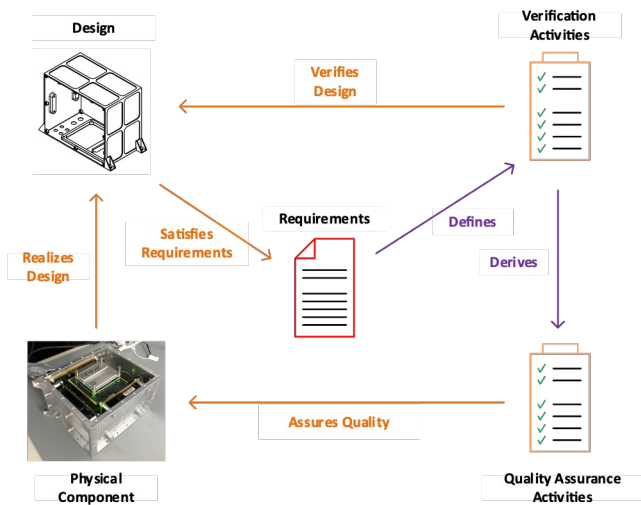 Design
Verification
Activities
Verifies
Design
Requirements
Satisfies
Requirements
Defines
Realizes
Design
Derives
Assures Quality
Physical
Component
Quality Assurance
Activities